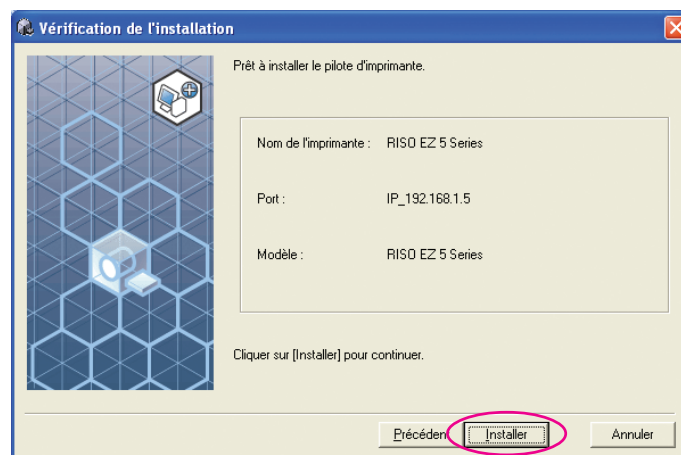 Vérification de l'installation
Prêt à installer le pilote d'imprimante.
Nom de l'imprimante : RISO EZ 5 Series
Port : IP_192.168.1.5
Modèle : RISO EZ 5 Series
Cliquer sur [Installer] pour continuer.
Précéden Installer Annuler